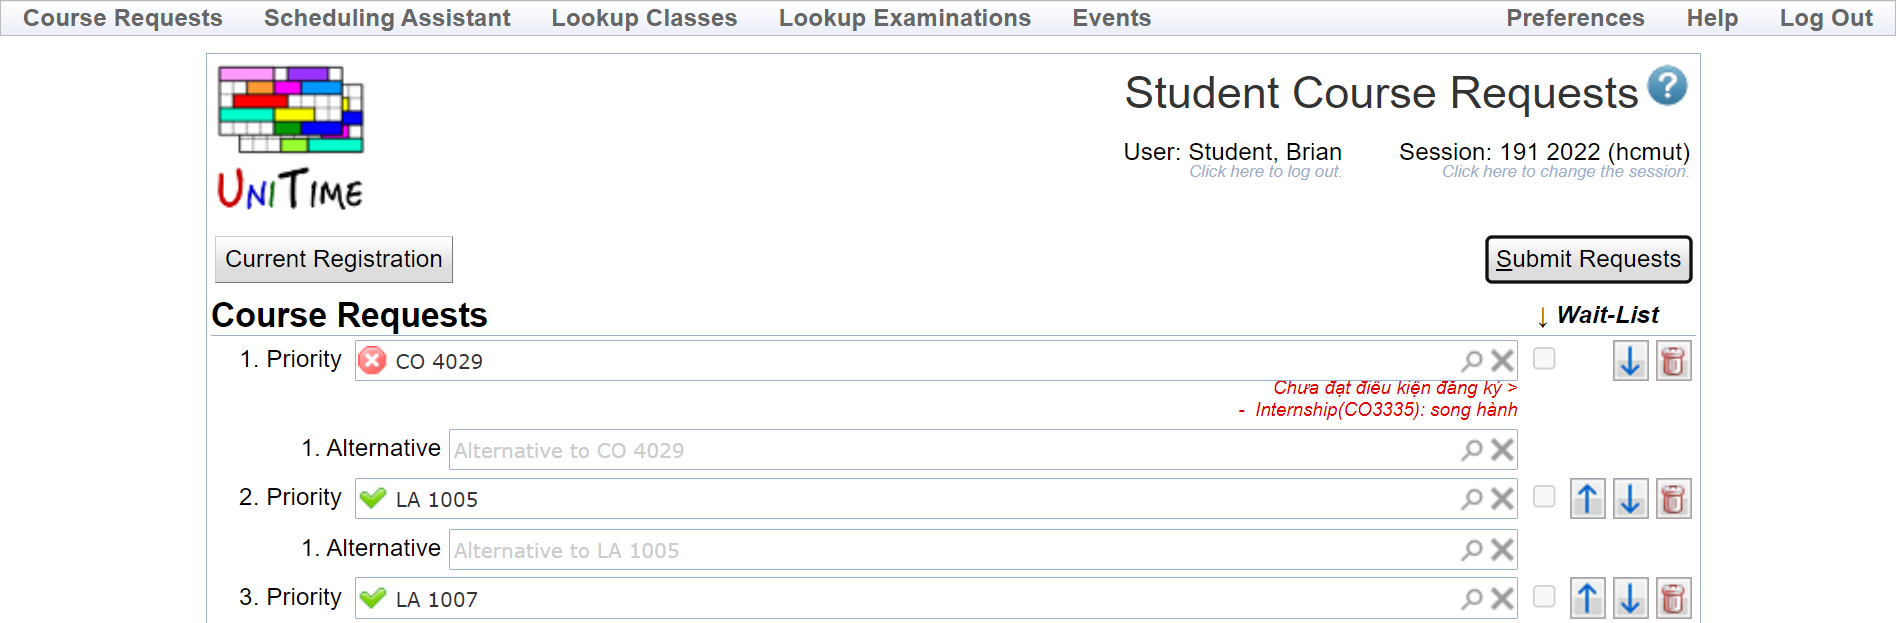 Course Requests Scheduling Assistant Lookup Classes Lookup Examinations Events Preferences Help Log Out
UNITIME
Student Course Requests ?
User: Student, Brian Session: 191 2022 (hcmut)
Click here to log out. Click here to change the session.
Current Registration Submit Requests
Course Requests ↓ Wait-List
1. Priority CO 4029
Chưa đạt điều kiện đăng ký >
- Internship(CO3335): song hành
1. Alternative Alternative to CO 4029
2. Priority LA 1005
1. Alternative Alternative to LA 1005
3. Priority LA 1007